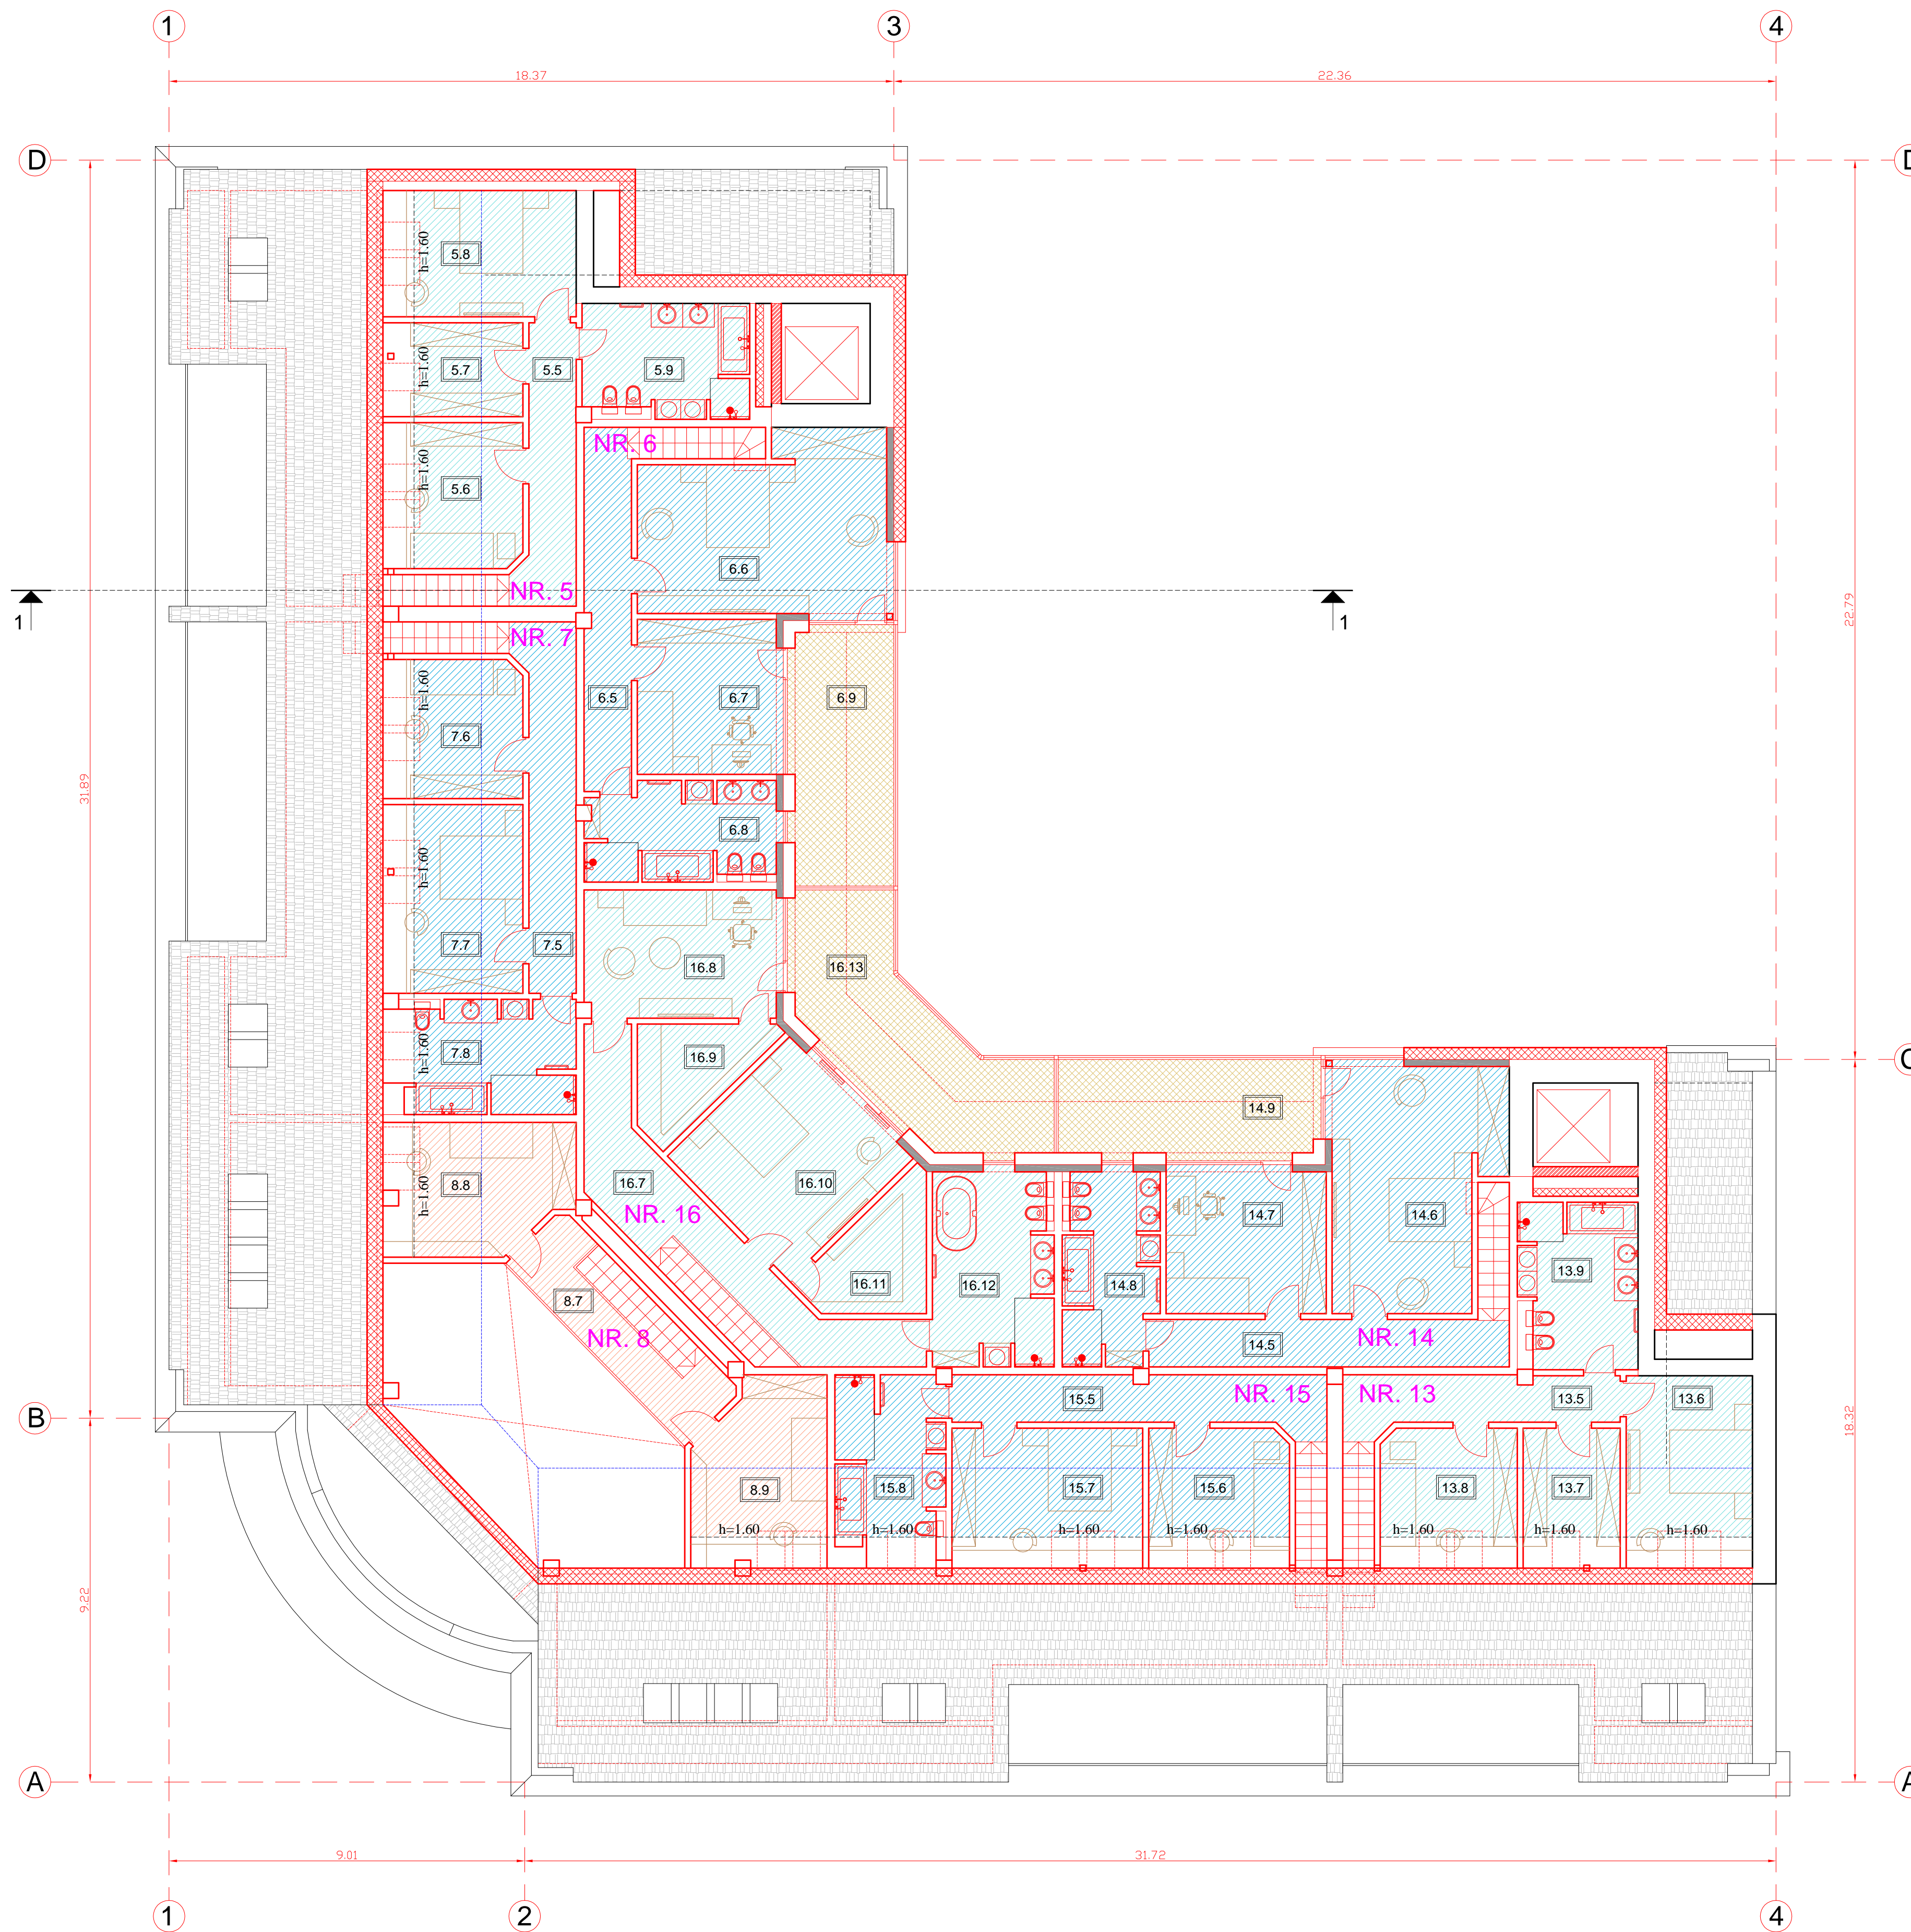 1
3
4
18.37
22.36
D
D
5.8
h=1.60
5.7
h=1.60
5.5
5.9
NR. 6
5.6
h=1.60
6.6
NR. 5
1
1
22.79
31.89
NR. 7
h=1.60
7.6
6.5
6.7
6.9
6.8
h=1.60
7.7
7.5
16.8
16.13
7.8
h=1.60
16.9
C
14.9
8.8
h=1.60
16.7
16.10
NR. 16
14.7
14.6
16.11
16.12
14.8
13.9
8.7
NR. 8
14.5
NR. 14
15.5
NR. 15
NR. 13
13.5
13.6
B
18.32
8.9
15.8
15.7
15.6
13.8
13.7
h=1.60
h=1.60
h=1.60
h=1.60
h=1.60
h=1.60
h=1.60
9.22
A
A
9.01
31.72
1
2
4